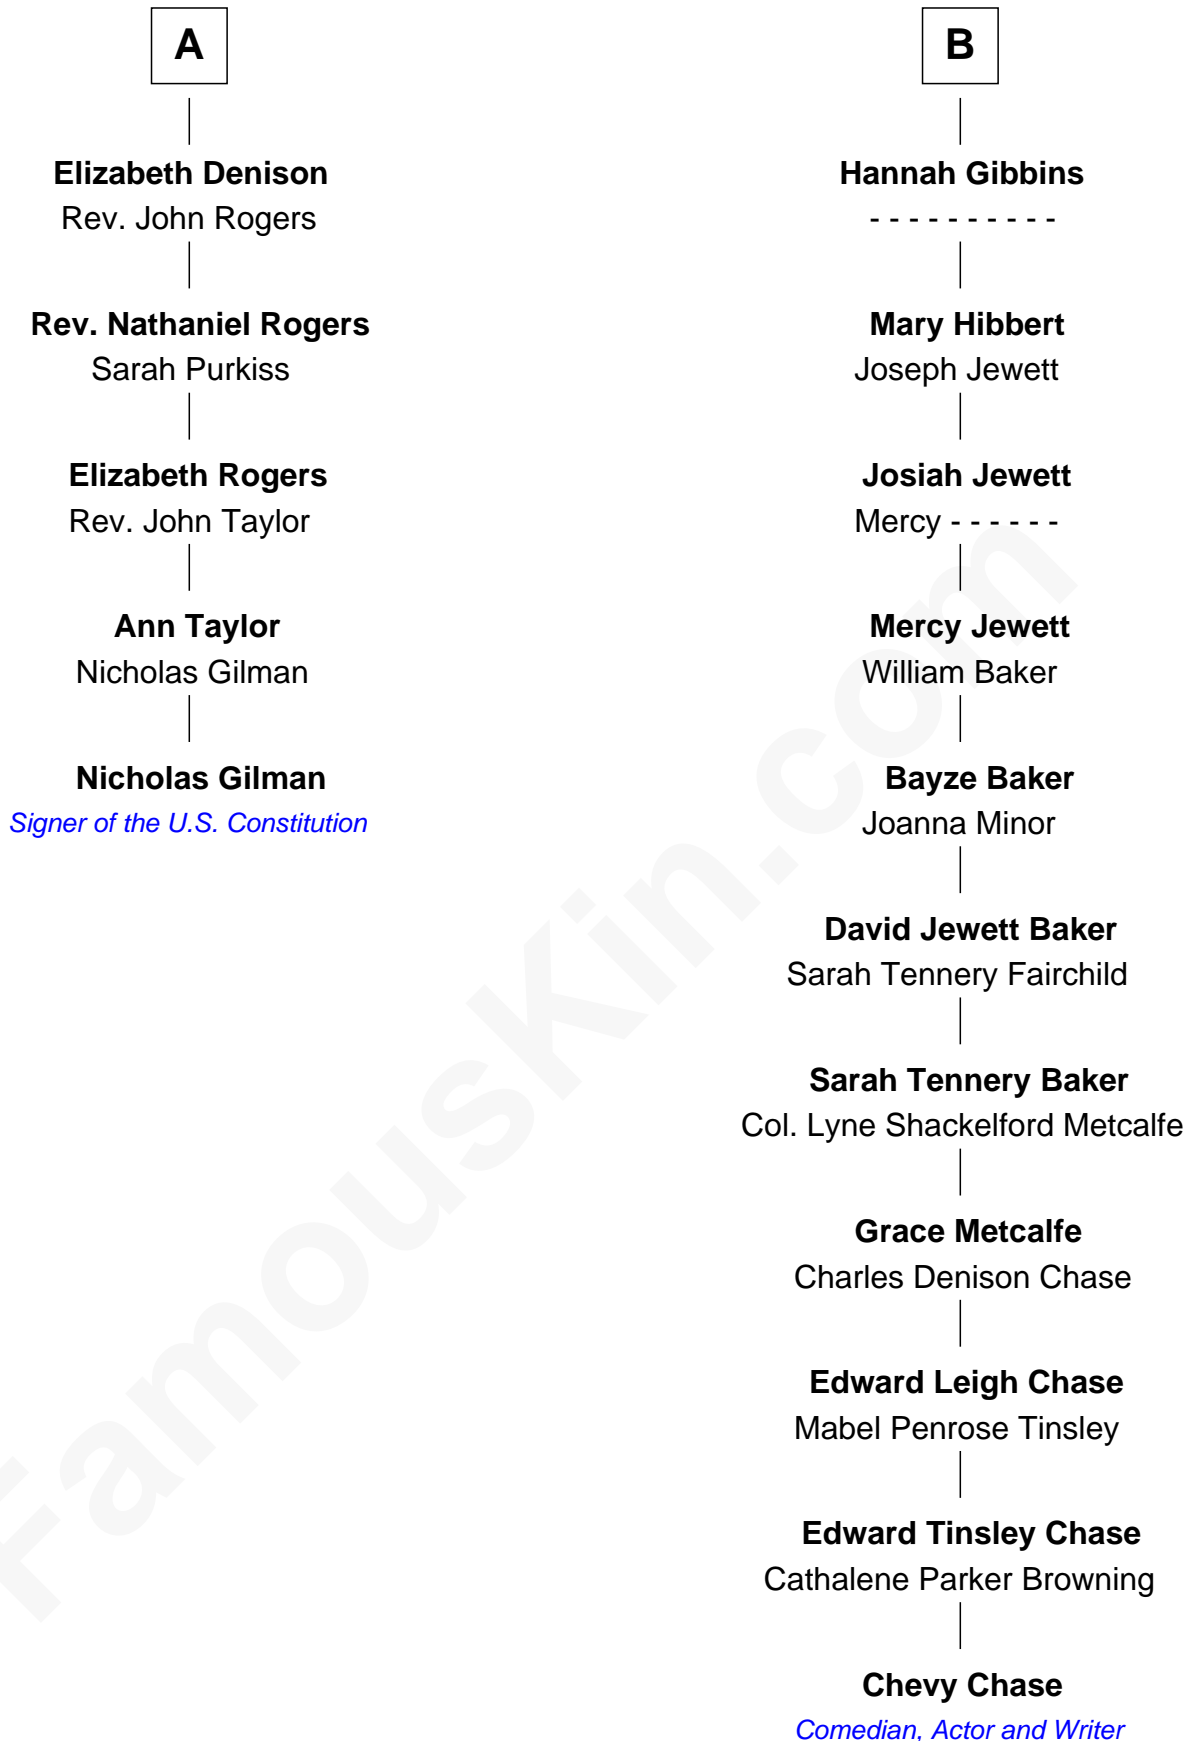 A
Elizabeth Denison
Rev. John Rogers
Rev. Nathaniel Rogers
Sarah Purkiss
Elizabeth Rogers
Rev. John Taylor
Ann Taylor
Nicholas Gilman
Nicholas Gilman
Signer of the U.S. Constitution
B
Hannah Gibbins
- - - - - - - - - -
Mary Hibbert
Joseph Jewett
Josiah Jewett
Mercy - - - - - -
Mercy Jewett
William Baker
Bayze Baker
Joanna Minor
David Jewett Baker
Sarah Tennery Fairchild
Sarah Tennery Baker
Col. Lyne Shackelford Metcalfe
Grace Metcalfe
Charles Denison Chase
Edward Leigh Chase
Mabel Penrose Tinsley
Edward Tinsley Chase
Cathalene Parker Browning
Chevy Chase
Comedian, Actor and Writer
FamousKin.com